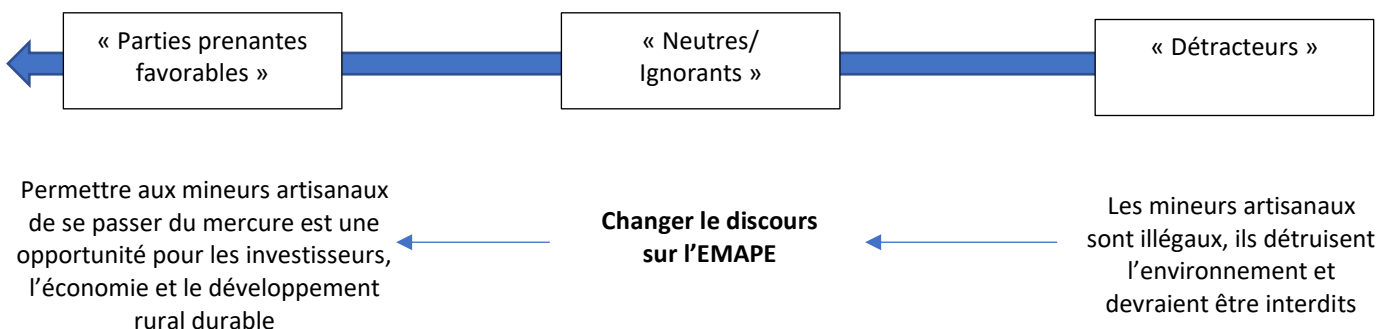 « Parties prenantes
favorables »
« Neutres/
Ignorants »
« Détracteurs »
Permettre aux mineurs artisanaux
de se passer du mercure est une
opportunité pour les investisseurs,
l’économie et le développement
rural durable
Changer le discours
sur l’EMAPE
Les mineurs artisanaux
sont illégaux, ils détruisent
l’environnement et
devraient être interdits